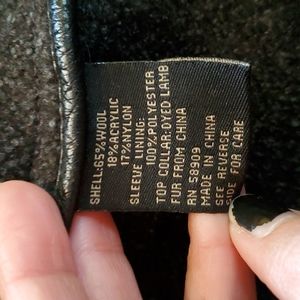 SHELL:65%WOOL
18%ACRYLIC
17%NYLON
SLEEVE LINING:
100%POLYESTER
TOP COLLAR-DYED LAMB
FUR FROM CHINA
RN 58909
MADE IN CHINA
SEE REVERSE
SIDE FOR CARE